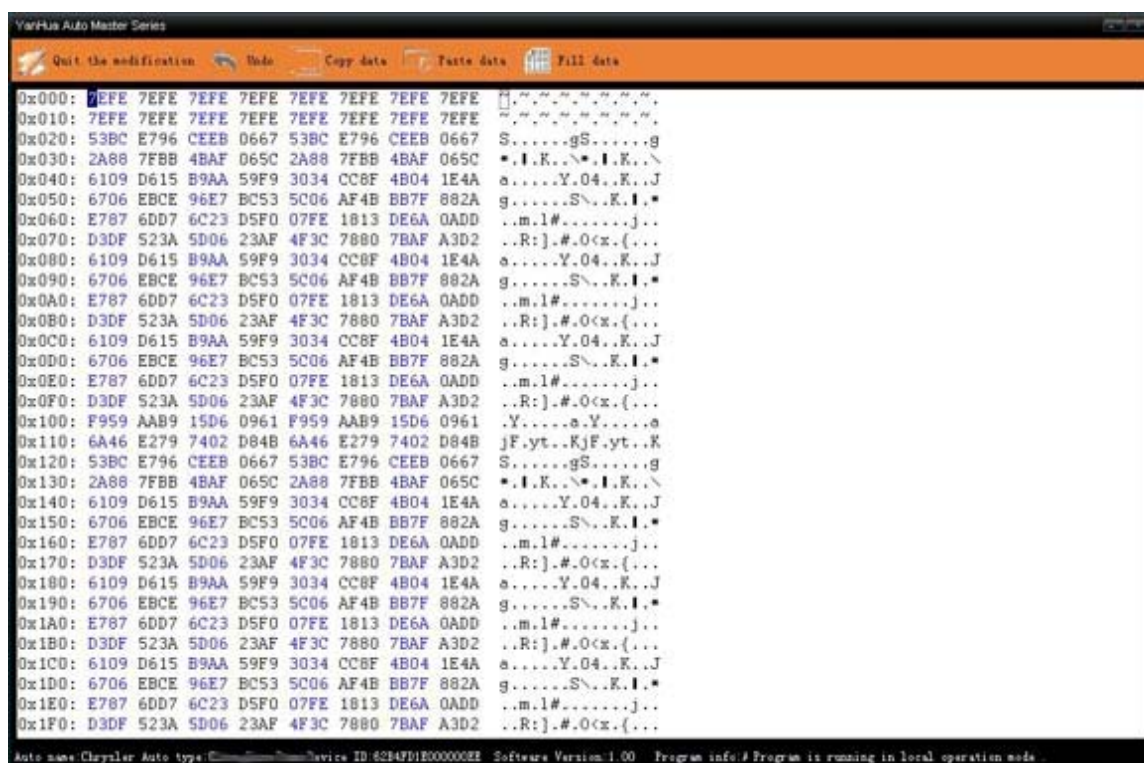 YanHua Auto Master Series
Quit the modification Undo Copy data Paste data Fill data
0x000: 7EFE 7EFE 7EFE 7EFE 7EFE 7EFE 7EFE 7EFE ~.~.~.~.~.~.~.~.
0x010: 7EFE 7EFE 7EFE 7EFE 7EFE 7EFE 7EFE 7EFE ~.~.~.~.~.~.~.~.
0x020: 53BC E796 CEEB 0667 53BC E796 CEEB 0667 S......gS......g
0x030: 2A88 7FBB 4BAF 065C 2A88 7FBB 4BAF 065C *.▌.K..\*.▌.K..\
0x040: 6109 D615 B9AA 59F9 3034 CC8F 4B04 1E4A a.....Y.04..K..J
0x050: 6706 EBCE 96E7 BC53 5C06 AF4B BB7F 882A g......S\..K.▌.*
0x060: E787 6DD7 6C23 D5F0 07FE 1813 DE6A 0ADD ..m.l#.......j..
0x070: D3DF 523A 5D06 23AF 4F3C 7880 7BAF A3D2 ..R:].#.O<x.{...
0x080: 6109 D615 B9AA 59F9 3034 CC8F 4B04 1E4A a.....Y.04..K..J
0x090: 6706 EBCE 96E7 BC53 5C06 AF4B BB7F 882A g......S\..K.▌.*
0x0A0: E787 6DD7 6C23 D5F0 07FE 1813 DE6A 0ADD ..m.l#.......j..
0x0B0: D3DF 523A 5D06 23AF 4F3C 7880 7BAF A3D2 ..R:].#.O<x.{...
0x0C0: 6109 D615 B9AA 59F9 3034 CC8F 4B04 1E4A a.....Y.04..K..J
0x0D0: 6706 EBCE 96E7 BC53 5C06 AF4B BB7F 882A g......S\..K.▌.*
0x0E0: E787 6DD7 6C23 D5F0 07FE 1813 DE6A 0ADD ..m.l#.......j..
0x0F0: D3DF 523A 5D06 23AF 4F3C 7880 7BAF A3D2 ..R:].#.O<x.{...
0x100: F959 AAB9 15D6 0961 F959 AAB9 15D6 0961 .Y.....a.Y.....a
0x110: 6A46 E279 7402 D84B 6A46 E279 7402 D84B jF.yt..KjF.yt..K
0x120: 53BC E796 CEEB 0667 53BC E796 CEEB 0667 S......gS......g
0x130: 2A88 7FBB 4BAF 065C 2A88 7FBB 4BAF 065C *.▌.K..\*.▌.K..\
0x140: 6109 D615 B9AA 59F9 3034 CC8F 4B04 1E4A a.....Y.04..K..J
0x150: 6706 EBCE 96E7 BC53 5C06 AF4B BB7F 882A g......S\..K.▌.*
0x160: E787 6DD7 6C23 D5F0 07FE 1813 DE6A 0ADD ..m.l#.......j..
0x170: D3DF 523A 5D06 23AF 4F3C 7880 7BAF A3D2 ..R:].#.O<x.{...
0x180: 6109 D615 B9AA 59F9 3034 CC8F 4B04 1E4A a.....Y.04..K..J
0x190: 6706 EBCE 96E7 BC53 5C06 AF4B BB7F 882A g......S\..K.▌.*
0x1A0: E787 6DD7 6C23 D5F0 07FE 1813 DE6A 0ADD ..m.l#.......j..
0x1B0: D3DF 523A 5D06 23AF 4F3C 7880 7BAF A3D2 ..R:].#.O<x.{...
0x1C0: 6109 D615 B9AA 59F9 3034 CC8F 4B04 1E4A a.....Y.04..K..J
0x1D0: 6706 EBCE 96E7 BC53 5C06 AF4B BB7F 882A g......S\..K.▌.*
0x1E0: E787 6DD7 6C23 D5F0 07FE 1813 DE6A 0ADD ..m.l#.......j..
0x1F0: D3DF 523A 5D06 23AF 4F3C 7880 7BAF A3D2 ..R:].#.O<x.{...
Auto name:Chrysler Auto type: Device ID:62B4FD1E000000EE Software Version:1.00 Program info:# Program is running in local operation mode .